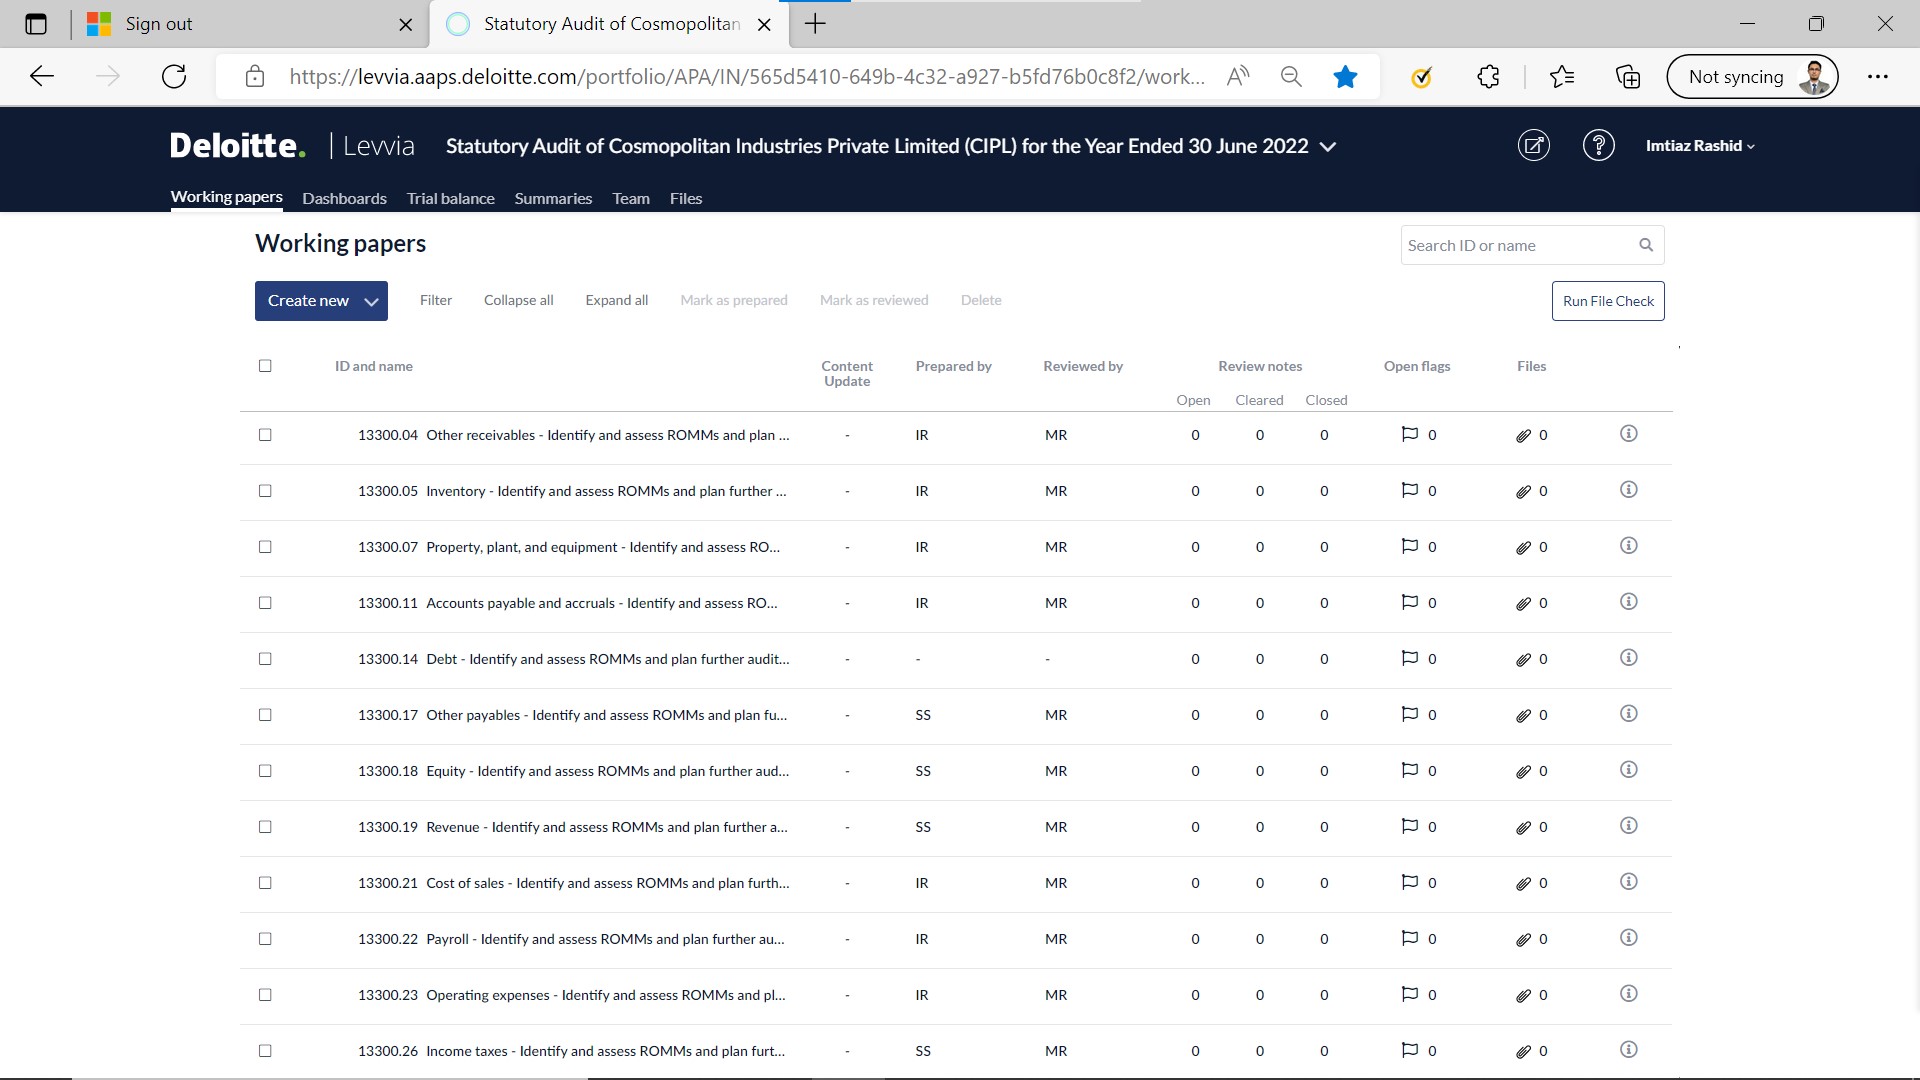 Sign out
Statutory Audit of Cosmopolitan
https://levvia.aaps.deloitte.com/portfolio/APA/IN/565d5410-649b-4c32-a927-b5fd76b0c8f2/work...
Not syncing
Deloitte. | Levvia Statutory Audit of Cosmopolitan Industries Private Limited (CIPL) for the Year Ended 30 June 2022
Imtiaz Rashid
Working papers Dashboards Trial balance Summaries Team Files
Working papers
Search ID or name
Create new Filter Collapse all Expand all Mark as prepared Mark as reviewed Delete Run File Check
ID and name Content Update Prepared by Reviewed by Review notes Open flags Files
Open Cleared Closed
13300.04 Other receivables - Identify and assess ROMMs and plan ... - IR MR 0 0 0 0 0
13300.05 Inventory - Identify and assess ROMMs and plan further ... - IR MR 0 0 0 0 0
13300.07 Property, plant, and equipment - Identify and assess RO... - IR MR 0 0 0 0 0
13300.11 Accounts payable and accruals - Identify and assess RO... - IR MR 0 0 0 0 0
13300.14 Debt - Identify and assess ROMMs and plan further audit... - - - 0 0 0 0 0
13300.17 Other payables - Identify and assess ROMMs and plan fu... - SS MR 0 0 0 0 0
13300.18 Equity - Identify and assess ROMMs and plan further aud... - SS MR 0 0 0 0 0
13300.19 Revenue - Identify and assess ROMMs and plan further a... - SS MR 0 0 0 0 0
13300.21 Cost of sales - Identify and assess ROMMs and plan furth... - IR MR 0 0 0 0 0
13300.22 Payroll - Identify and assess ROMMs and plan further au... - IR MR 0 0 0 0 0
13300.23 Operating expenses - Identify and assess ROMMs and pl... - IR MR 0 0 0 0 0
13300.26 Income taxes - Identify and assess ROMMs and plan furt... - SS MR 0 0 0 0 0